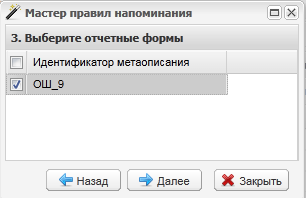 Мастер правил напоминания
3. Выберите отчетные формы
Идентификатор метаописания
ОШ_9
Назад Далее Закрыть